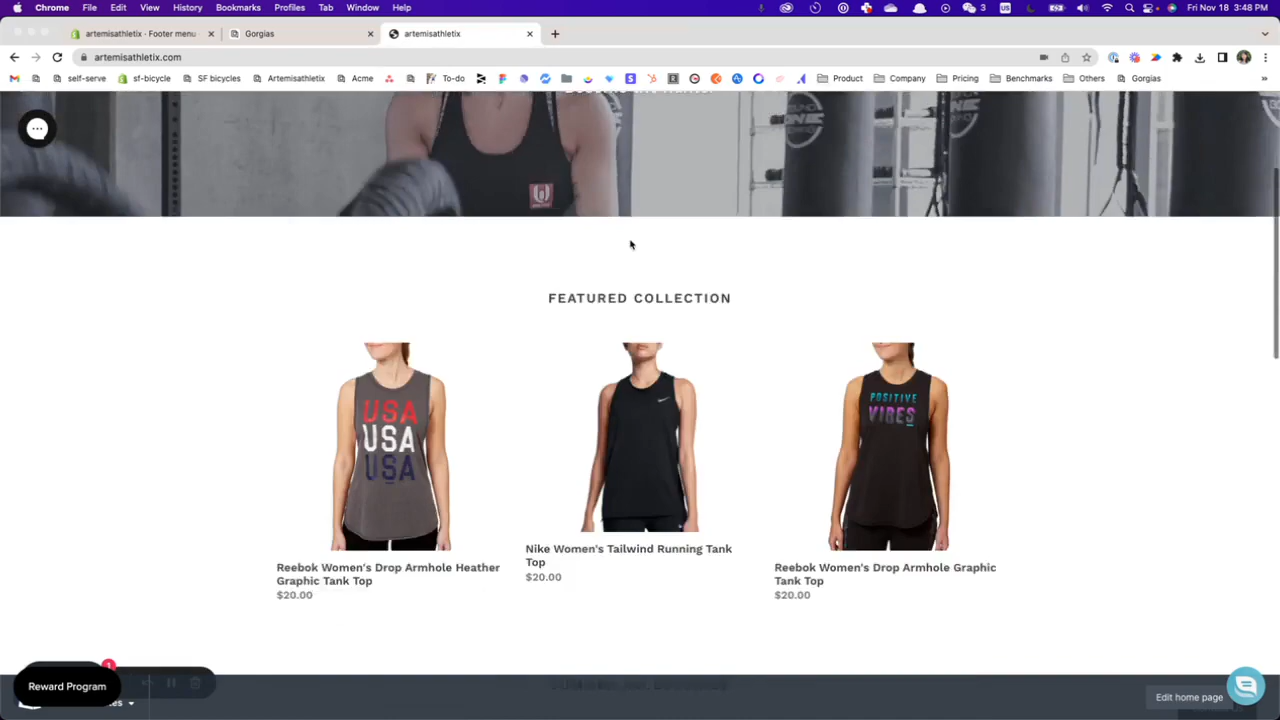 Chrome File Edit View History Bookmarks Profiles Tab Window Help Fri Nov 18 3:48 PM
artemisathletix · Footer menu Gorgias artemisathletix
artemisathletix.com
self-serve sf-bicycle SF bicycles Artemisathletix Acme To-do Product Company Pricing Benchmarks Others Gorgias
FEATURED COLLECTION
USA
USA
USA
POSITIVE
VIBES
Reebok Women's Drop Armhole Heather
Graphic Tank Top
$20.00
Nike Women's Tailwind Running Tank
Top
$20.00
Reebok Women's Drop Armhole Graphic
Tank Top
$20.00
1
Reward Program
Edit home page